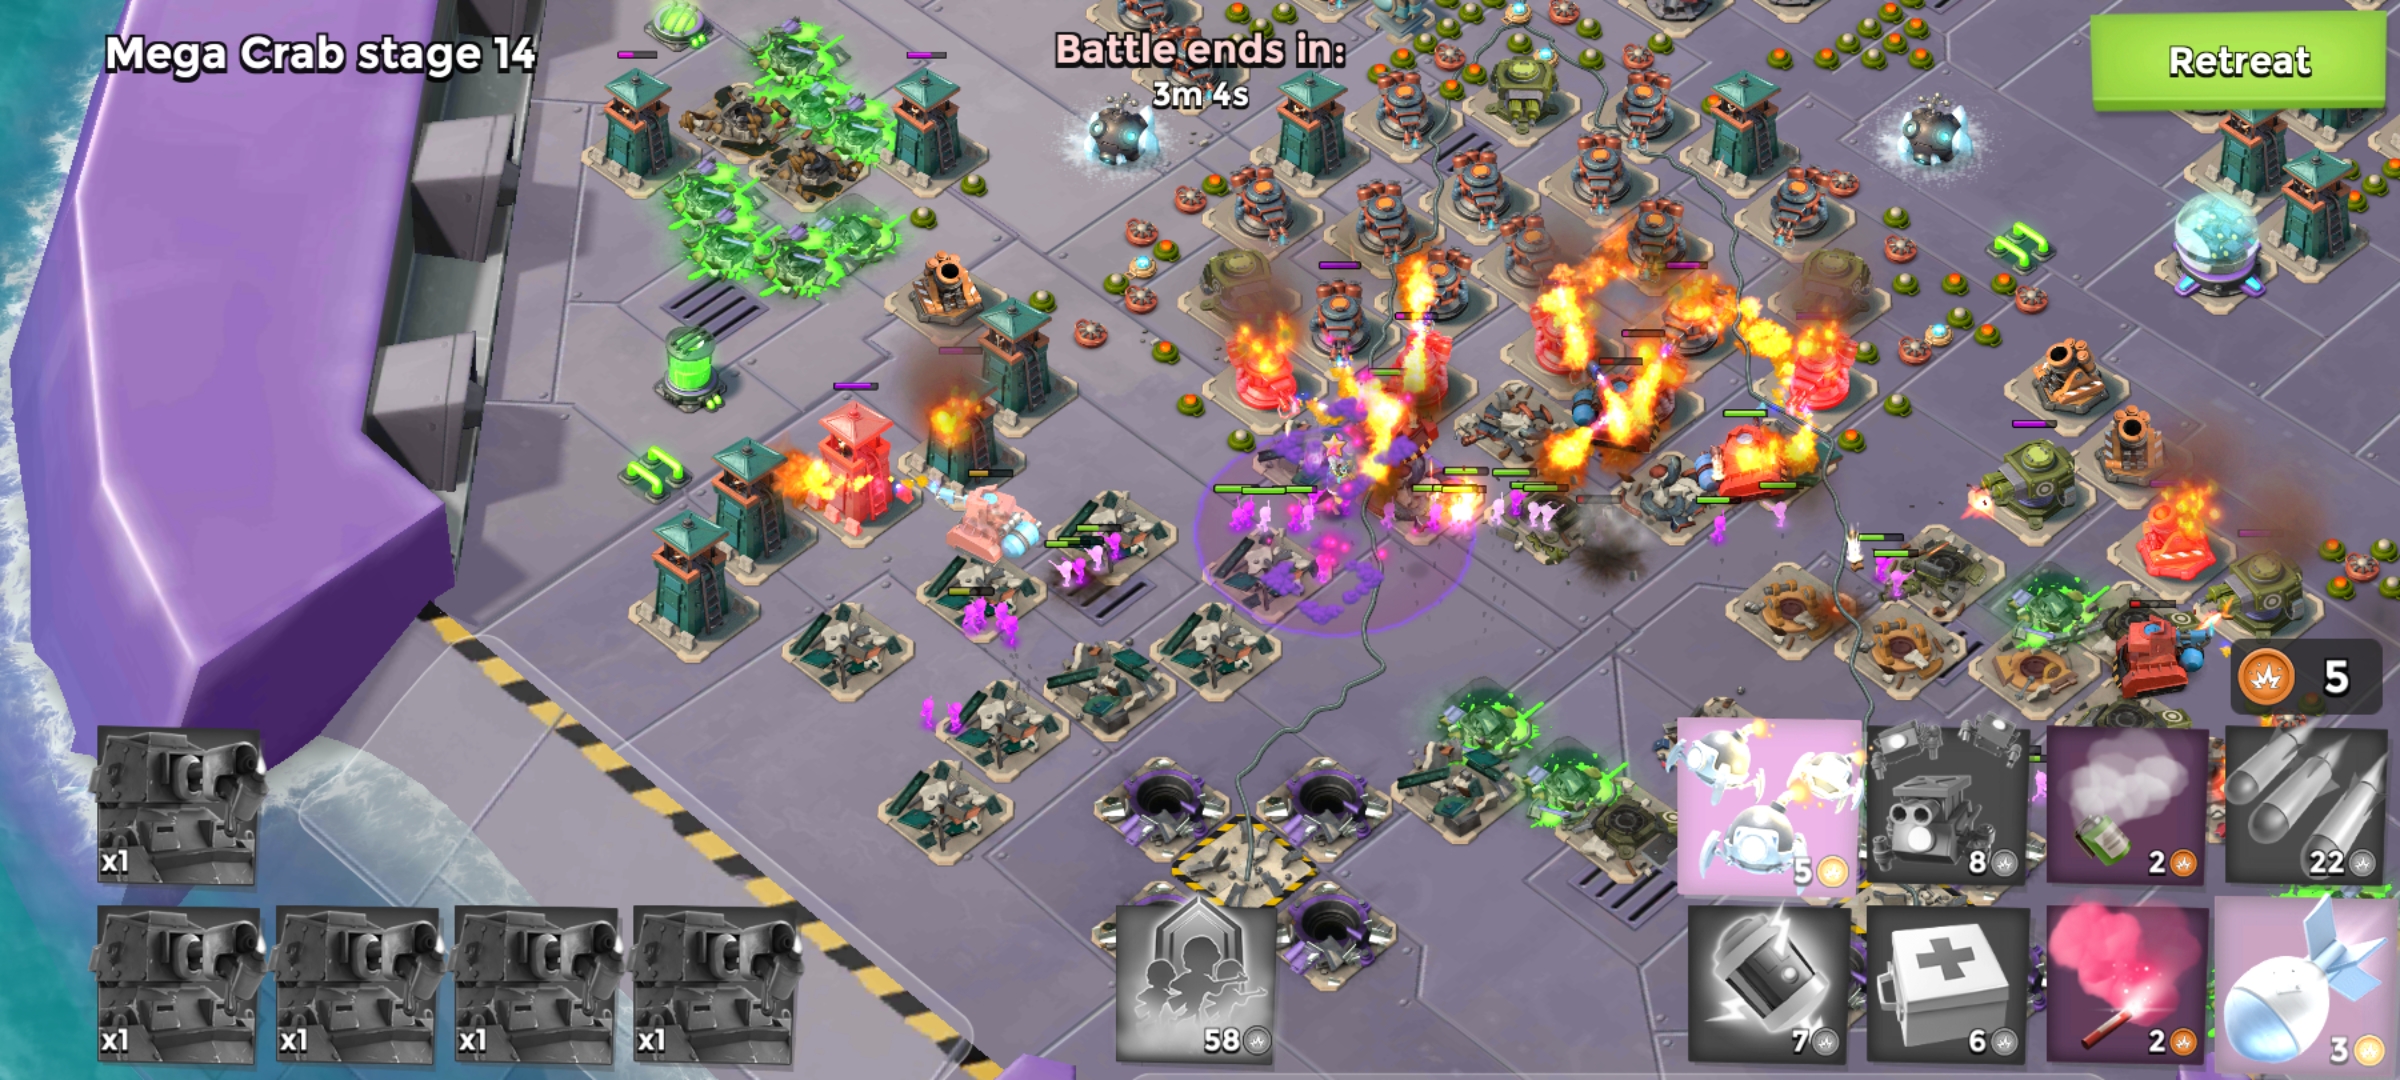 Mega Crab stage 14
Battle ends in:
3m 4s
Retreat
5
x1
5
8
2
22
x1
x1
x1
x1
58
7
6
2
3